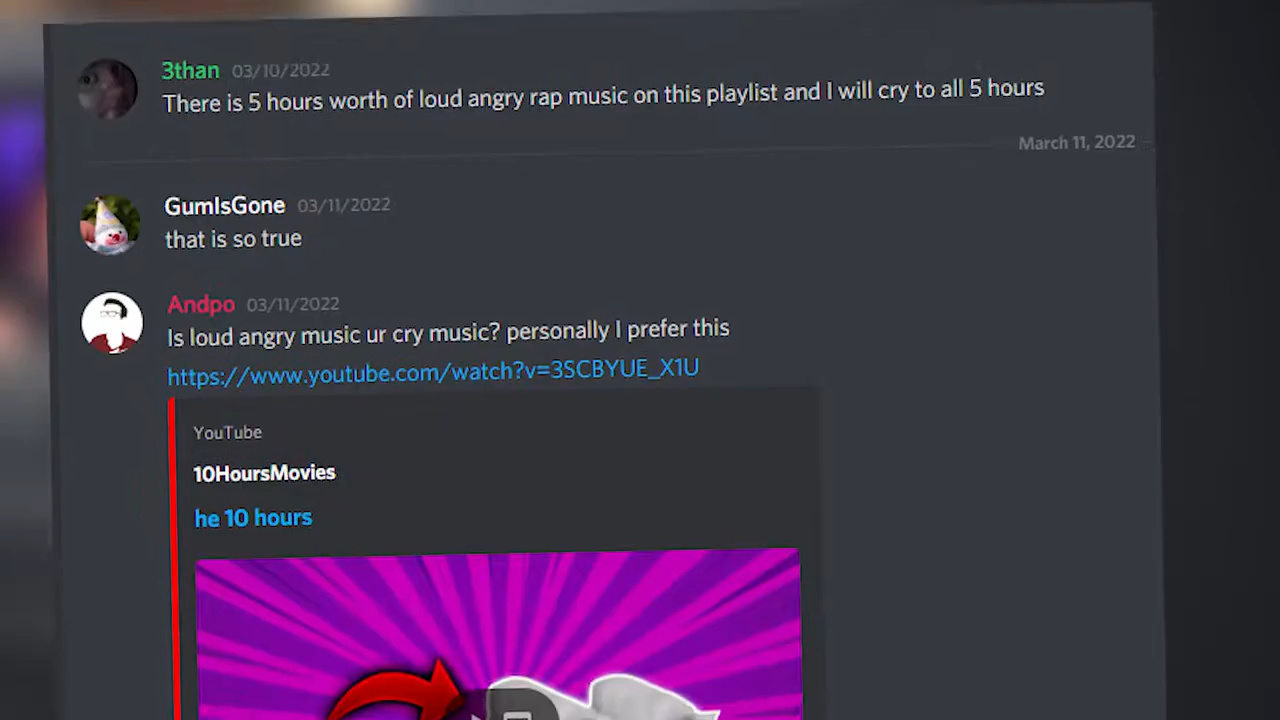 3than 03/10/2022
There is 5 hours worth of loud angry rap music on this playlist and I will cry to all 5 hours
March 11, 2022
GumIsGone 03/11/2022
that is so true
Andpo 03/11/2022
Is loud angry music ur cry music? personally I prefer this
https://www.youtube.com/watch?v=3SCBYUE_X1U
YouTube
10HoursMovies
he 10 hours